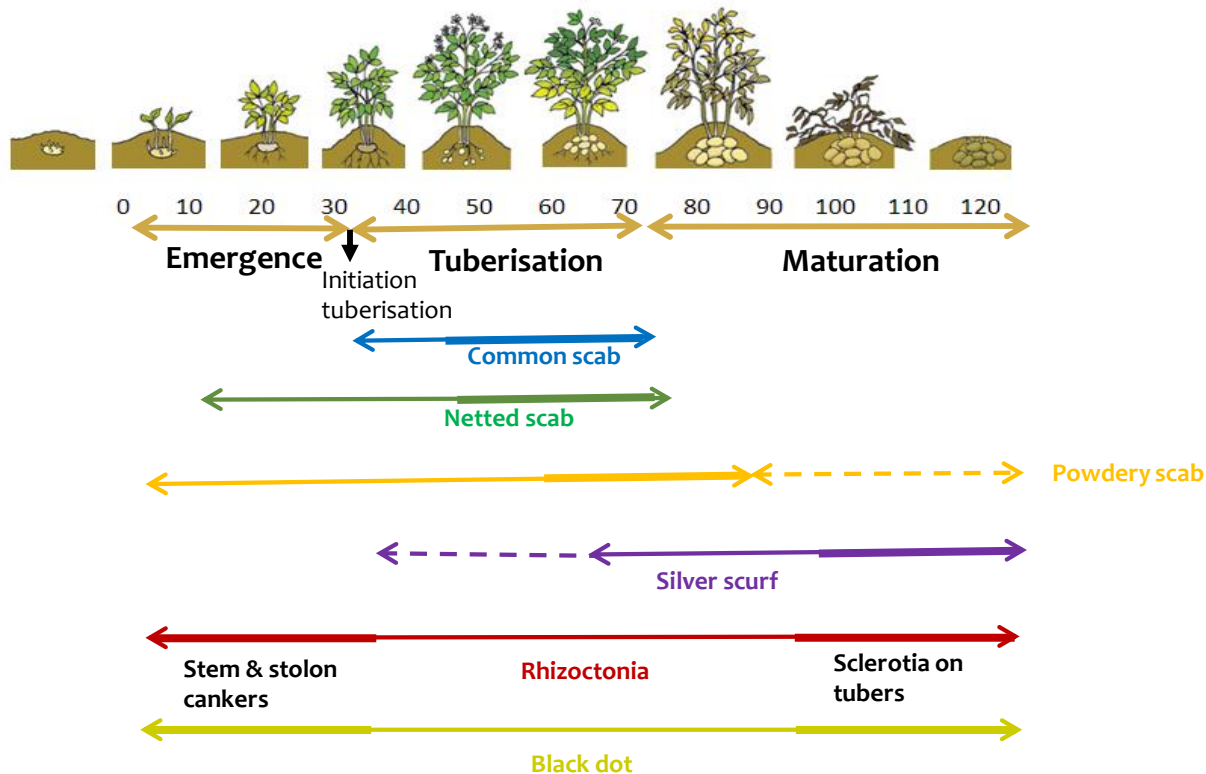 0 10 20 30 40 50 60 70 80 90 100 110 120
Emergence
Tuberisation
Maturation
Initiation
tuberisation
Common scab
Netted scab
Powdery scab
Silver scurf
Stem & stolon
cankers
Rhizoctonia
Sclerotia on
tubers
Black dot